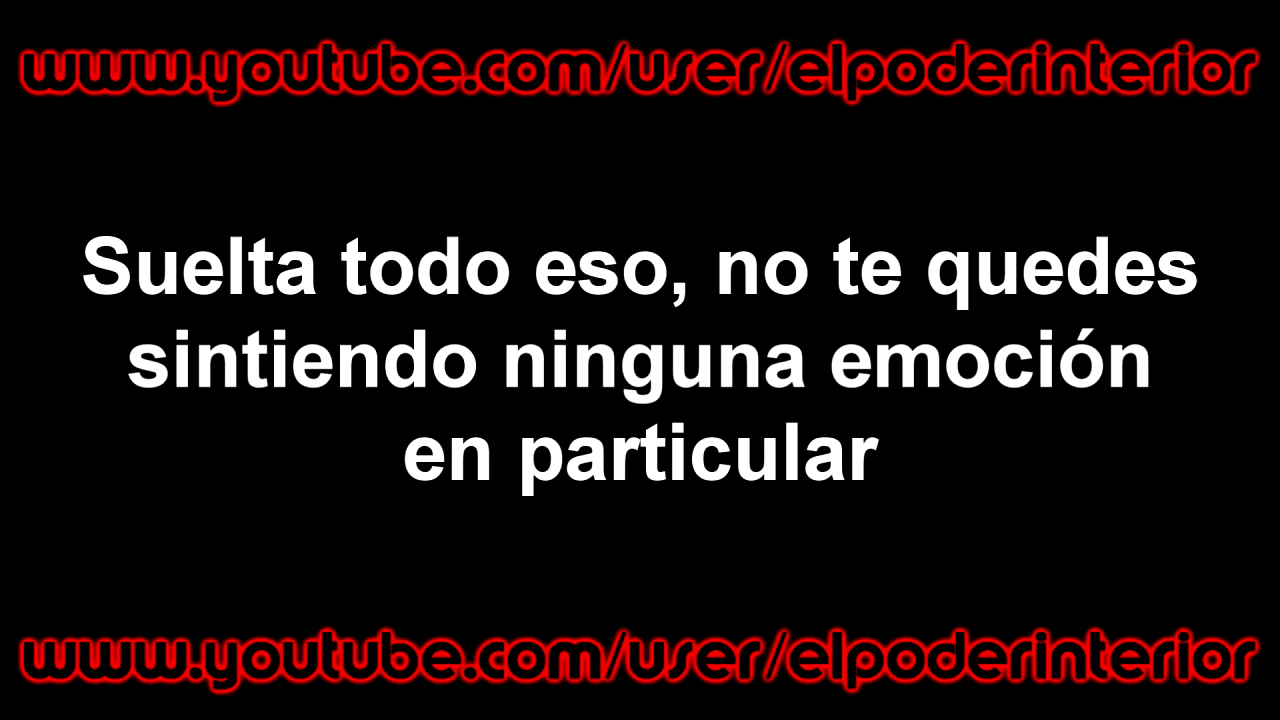 www.youtube.com/user/elpoderinterior
Suelta todo eso, no te quedes
sintiendo ninguna emoción
en particular
www.youtube.com/user/elpoderinterior